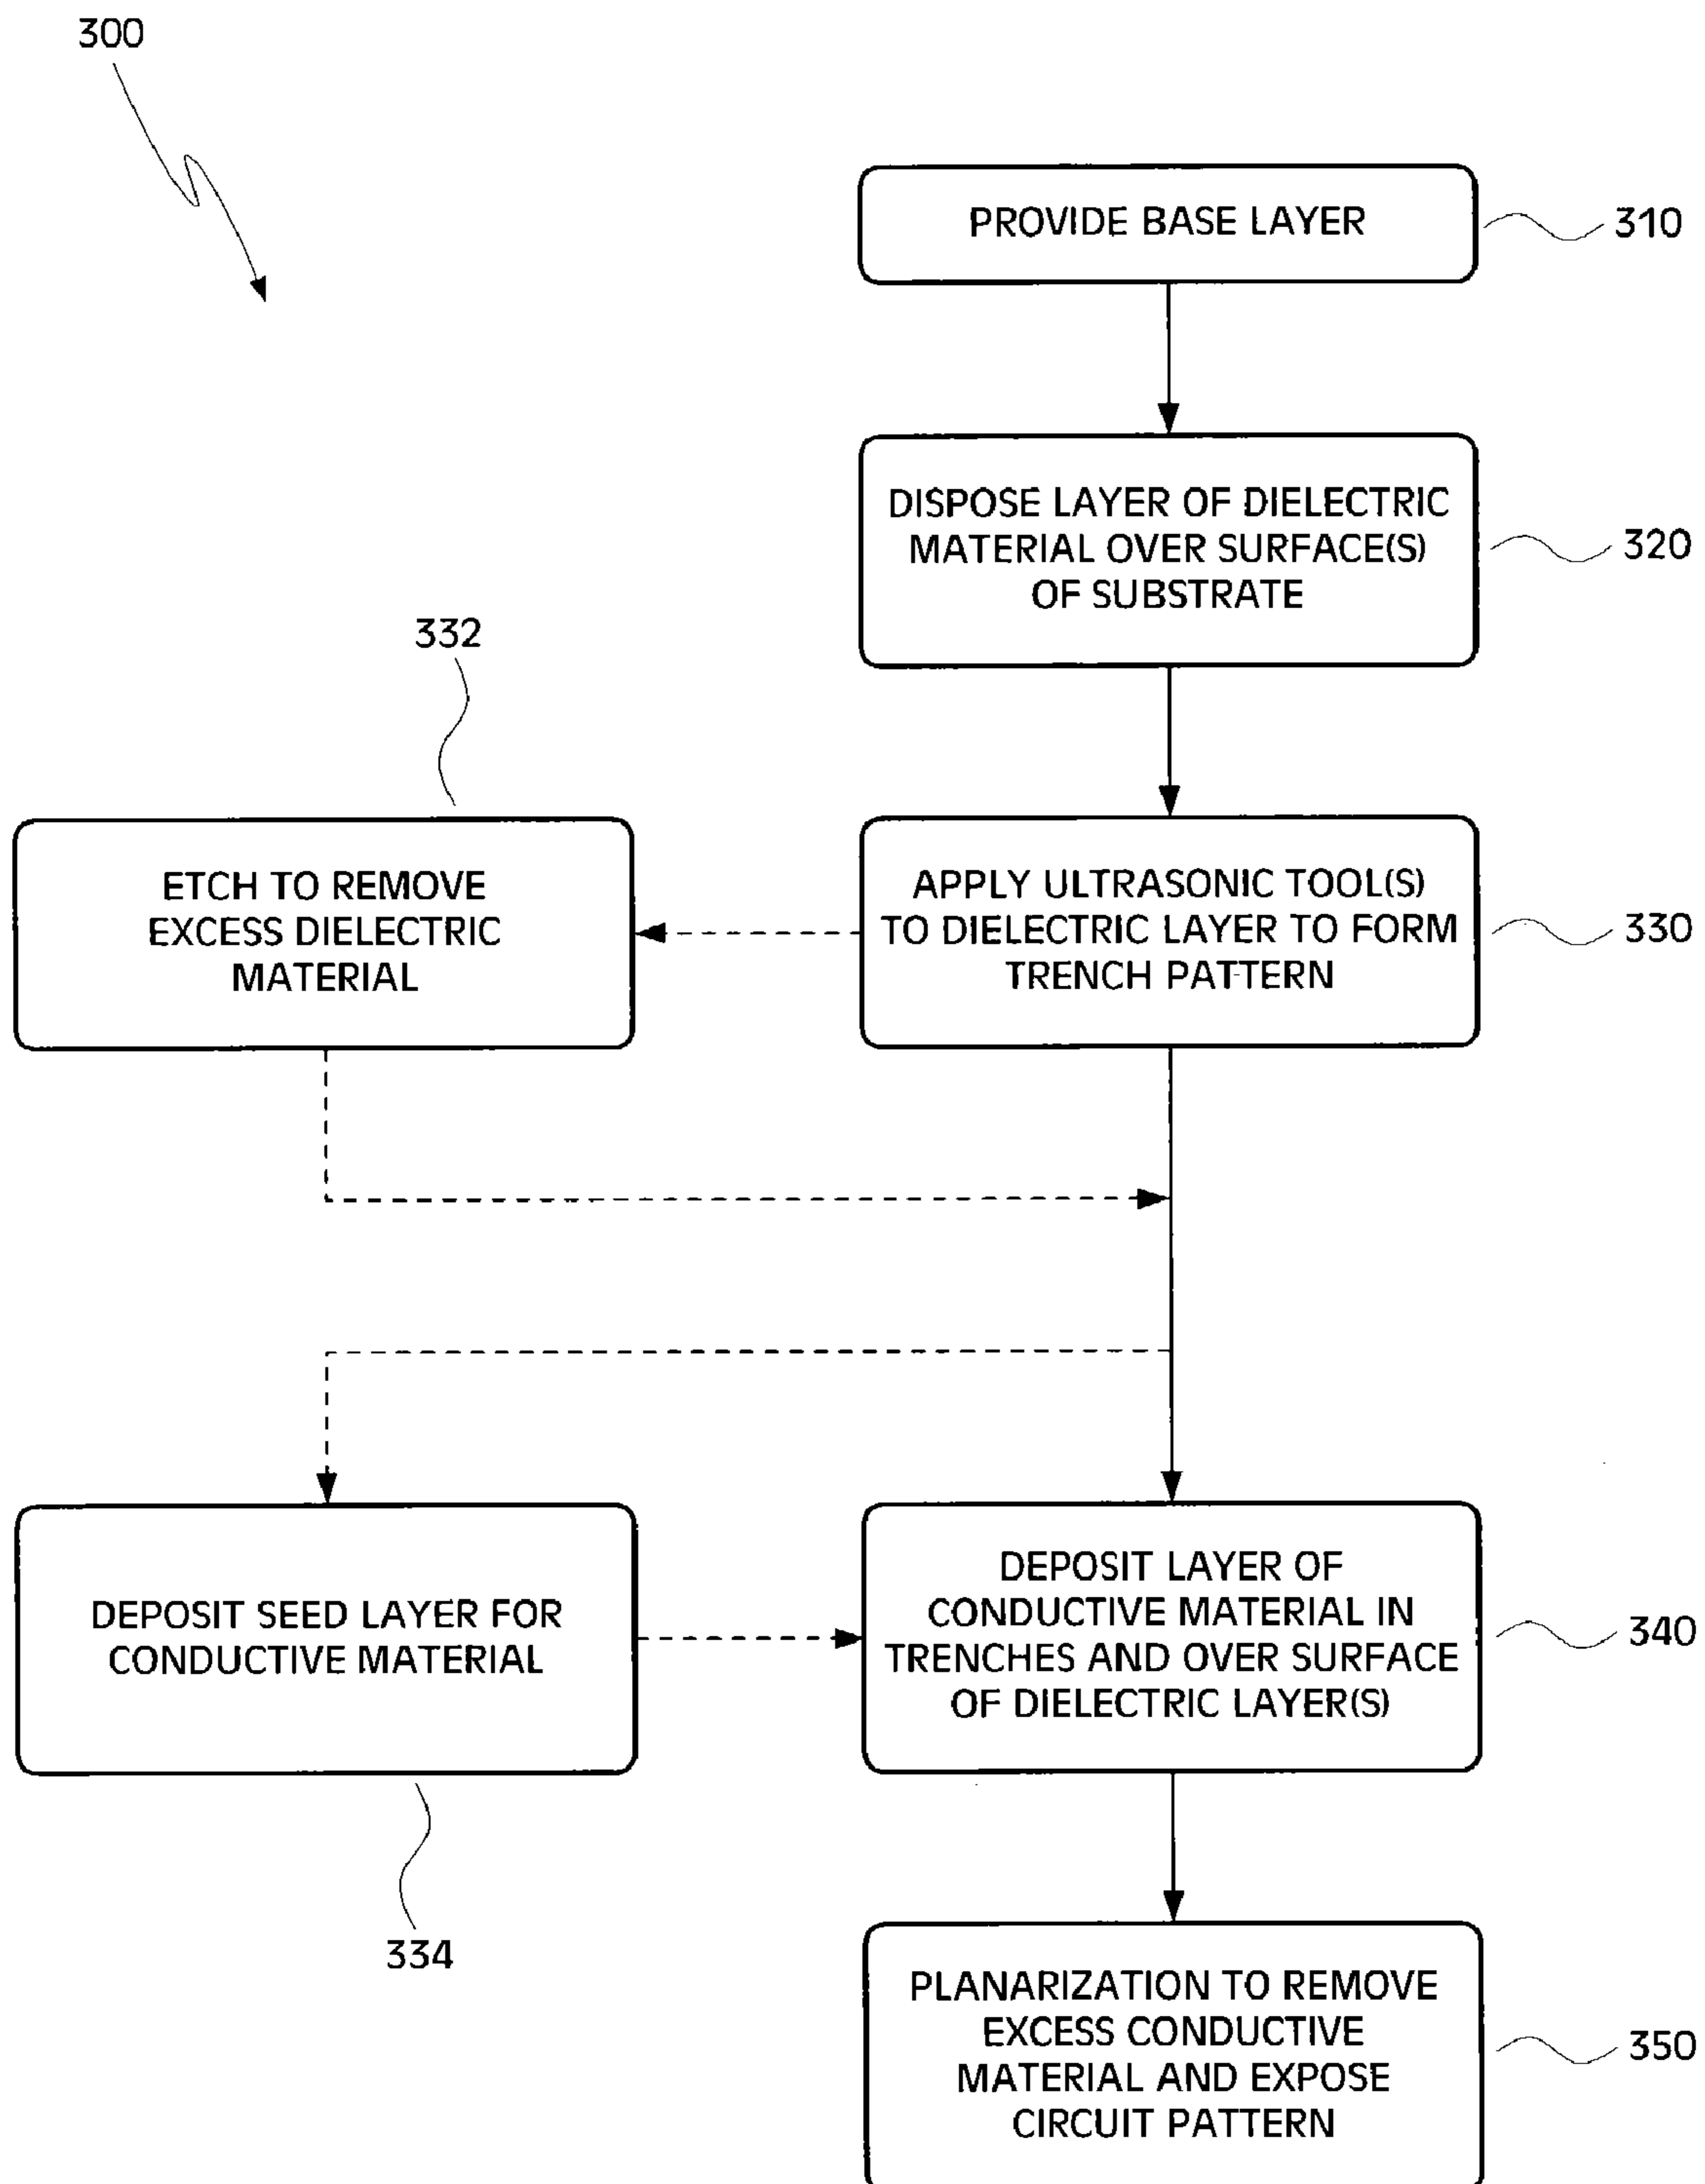 300
PROVIDE BASE LAYER
310
DISPOSE LAYER OF DIELECTRIC
MATERIAL OVER SURFACE(S)
OF SUBSTRATE
320
332
ETCH TO REMOVE
EXCESS DIELECTRIC
MATERIAL
APPLY ULTRASONIC TOOL(S)
TO DIELECTRIC LAYER TO FORM
TRENCH PATTERN
330
DEPOSIT SEED LAYER FOR
CONDUCTIVE MATERIAL
334
DEPOSIT LAYER OF
CONDUCTIVE MATERIAL IN
TRENCHES AND OVER SURFACE
OF DIELECTRIC LAYER(S)
340
PLANARIZATION TO REMOVE
EXCESS CONDUCTIVE
MATERIAL AND EXPOSE
CIRCUIT PATTERN
350